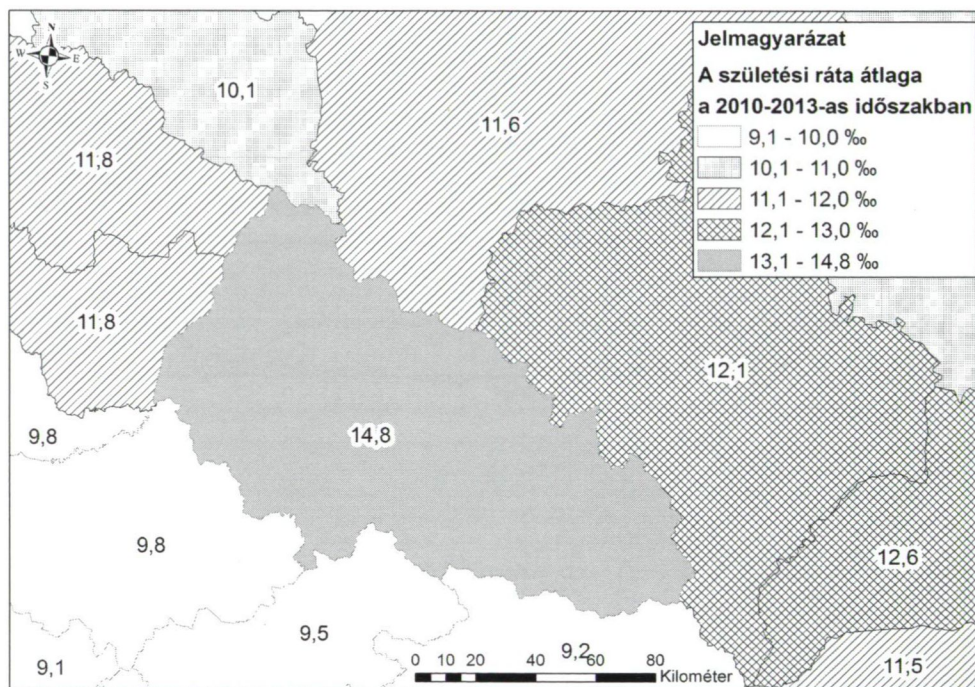 N
W E
S
Jelmagyarázat
A születési ráta átlaga
a 2010-2013-as időszakban
9,1 - 10,0 ‰
10,1 - 11,0 ‰
11,1 - 12,0 ‰
12,1 - 13,0 ‰
13,1 - 14,8 ‰
10,1
11,6
11,8
11,8
12,1
9,8
14,8
9,8
12,6
9,5
9,2
9,1
11,5
0 10 20 40 60 80
Kilométer